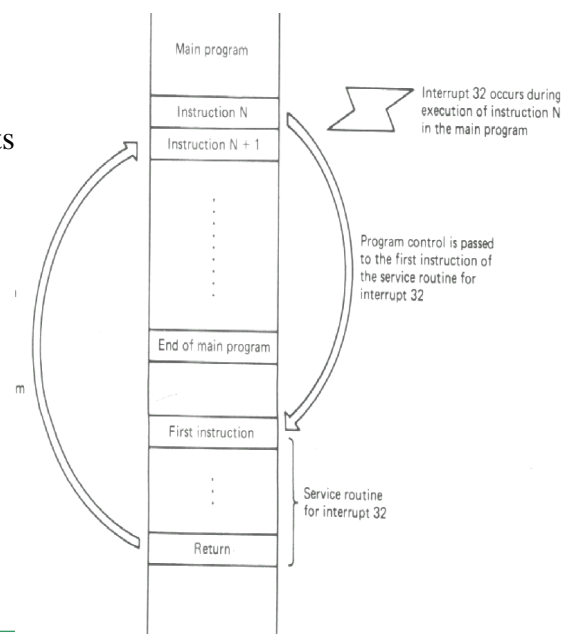 Main program
Instruction N
Interrupt 32 occurs during
execution of instruction N
in the main program
ts
Instruction N + 1
Program control is passed
to the first instruction of
the service routine for
interrupt 32
End of main program
m
First instruction
Service routine
for interrupt 32
Return